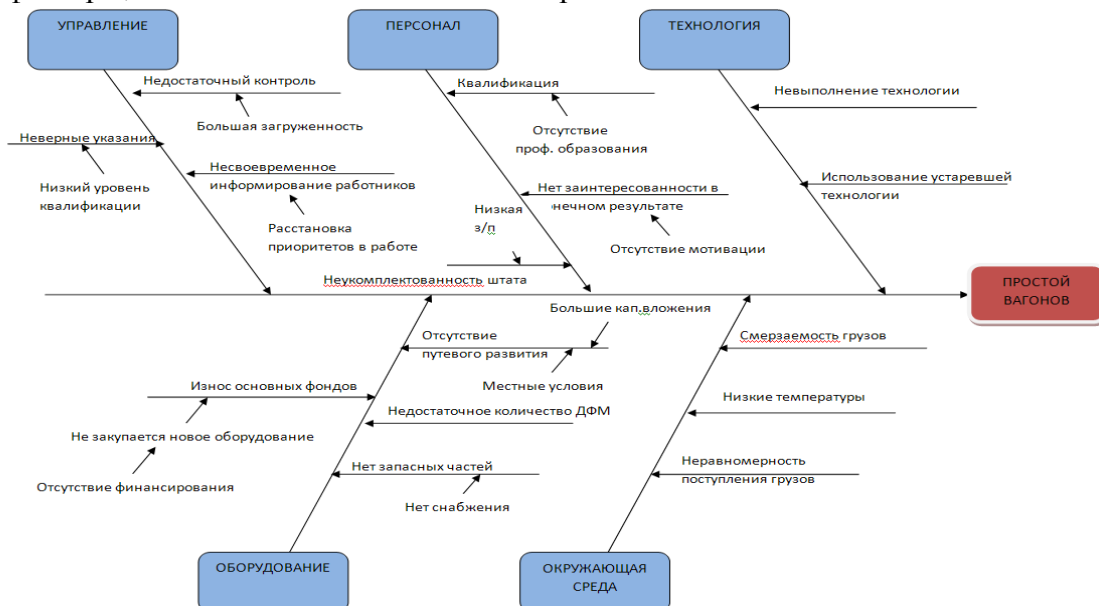 УПРАВЛЕНИЕ
ПЕРСОНАЛ
ТЕХНОЛОГИЯ
Недостаточный контроль
Большая загруженность
Неверные указания
Низкий уровень
квалификации
Несвоевременное
информирование работников
Расстановка
приоритетов в работе
Квалификация
Отсутствие
проф. образования
Нет заинтересованности в
нечном результате
Отсутствие мотивации
Низкая
з/п
Неукомплектованность штата
Невыполнение технологии
Использование устаревшей
технологии
ПРОСТОЙ
ВАГОНОВ
Большие кап.вложения
Отсутствие
путевого развития
Местные условия
Износ основных фондов
Не закупается новое оборудование
Отсутствие финансирования
Недостаточное количество ДФМ
Нет запасных частей
Нет снабжения
Смерзаемость грузов
Низкие температуры
Неравномерность
поступления грузов
ОБОРУДОВАНИЕ
ОКРУЖАЮЩАЯ
СРЕДА